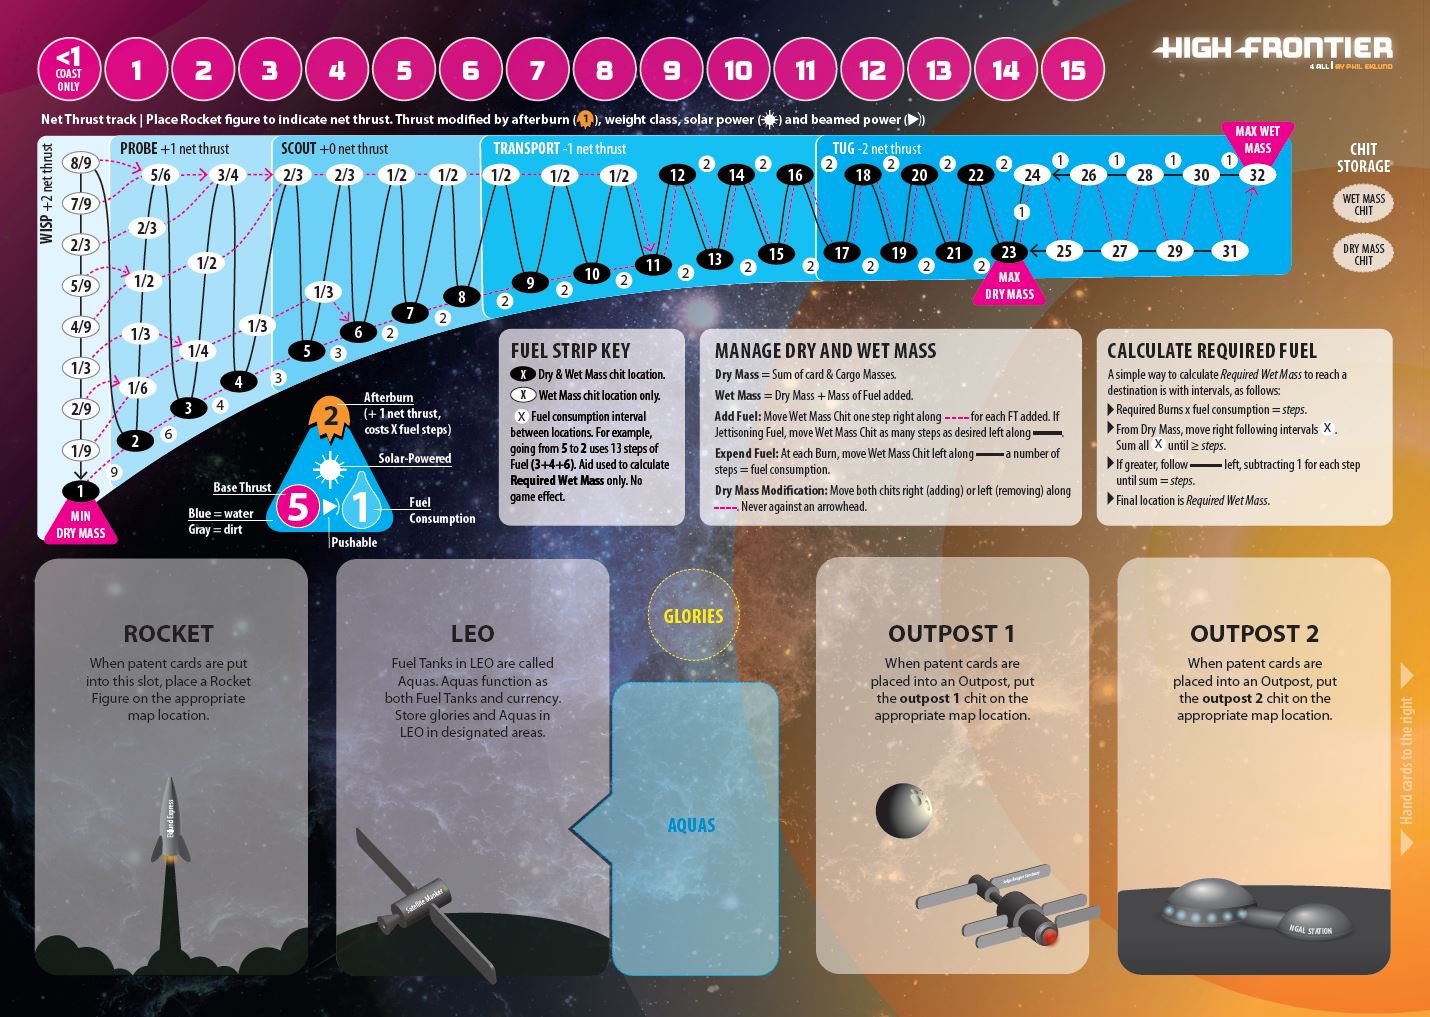 <1
COAST
ONLY
1 2 3 4 5 6 7 8 9 10 11 12 13 14 15
HIGH FRONTIER
4 ALL | BY PHIL EKLUND
Net Thrust track | Place Rocket figure to indicate net thrust. Thrust modified by afterburn (1), weight class, solar power ( ) and beamed power ( )
WISP +2 net thrust
PROBE +1 net thrust
SCOUT +0 net thrust
TRANSPORT -1 net thrust
TUG -2 net thrust
MAX WET
MASS
CHIT
STORAGE
WET MASS
CHIT
DRY MASS
CHIT
8/9
7/9
2/3
5/9
4/9
1/3
2/9
1/9
1
MIN
DRY MASS
9
5/6
2/3
1/2
1/3
1/6
2
6
3/4
1/2
1/4
3
4
1/3
4
3
2/3
5
1/3
3
2/3
6
2
1/2
7
2
1/2
8
2
1/2
9
2
1/2
10
2
1/2
11
2
12
2
13
2
14
2
15
2
16
2
17
2
18
2
19
2
20
2
21
2
22
2
23
MAX
DRY MASS
1
24
1
25
26
1
27
28
1
29
30
1
31
32
2
Afterburn
(+ 1 net thrust,
costs X fuel steps)
Solar-Powered
Base Thrust
5
1
Blue = water
Gray = dirt
Fuel
Consumption
Pushable
FUEL STRIP KEY
X Dry & Wet Mass chit location.
X Wet Mass chit location only.
X Fuel consumption interval
between locations. For example,
going from 5 to 2 uses 13 steps of
Fuel (3+4+6). Aid used to calculate
Required Wet Mass only. No
game effect.
MANAGE DRY AND WET MASS
Dry Mass = Sum of card & Cargo Masses.
Wet Mass = Dry Mass + Mass of Fuel added.
Add Fuel: Move Wet Mass Chit one step right along for each FT added. If
Jettisoning Fuel, move Wet Mass Chit as many steps as desired left along .
Expend Fuel: At each Burn, move Wet Mass Chit left along a number of
steps = fuel consumption.
Dry Mass Modification: Move both chits right (adding) or left (removing) along
. Never against an arrowhead.
CALCULATE REQUIRED FUEL
A simple way to calculate Required Wet Mass to reach a
destination is with intervals, as follows:
Required Burns x fuel consumption = steps.
From Dry Mass, move right following intervals X.
Sum all X until ≥ steps.
If greater, follow left, subtracting 1 for each step
until sum = steps.
Final location is Required Wet Mass.
ROCKET
When patent cards are put
into this slot, place a Rocket
Figure on the appropriate
map location.
Eklund Express
LEO
Fuel Tanks in LEO are called
Aquas. Aquas function as
both Fuel Tanks and currency.
Store glories and Aquas in
LEO in designated areas.
GLORIES
AQUAS
OUTPOST 1
When patent cards are
placed into an Outpost, put
the outpost 1 chit on the
appropriate map location.
OUTPOST 2
When patent cards are
placed into an Outpost, put
the outpost 2 chit on the
appropriate map location.
NGAL STATION
Hand cards to the right